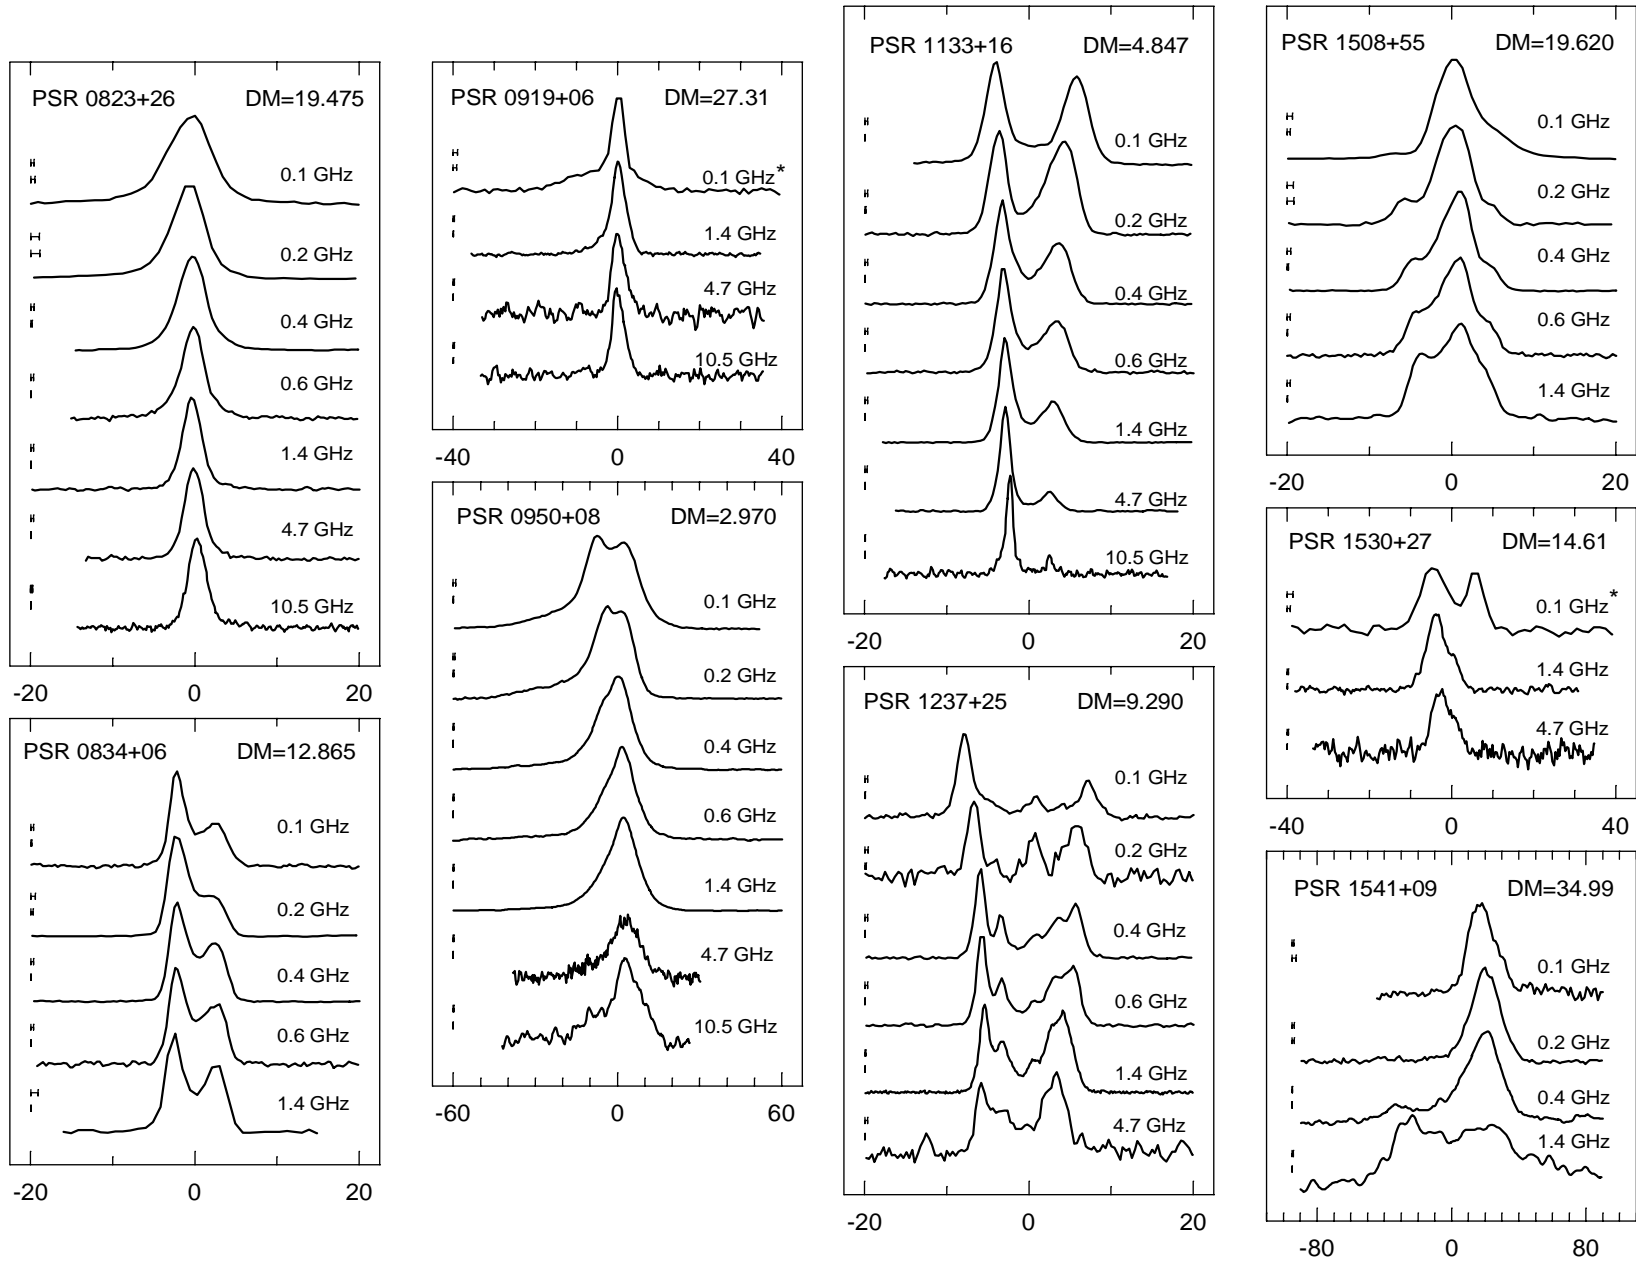 PSR 0823+26 DM=19.475
0.1 GHz
0.2 GHz
0.4 GHz
0.6 GHz
1.4 GHz
4.7 GHz
10.5 GHz
-20 0 20
PSR 0834+06 DM=12.865
0.1 GHz
0.2 GHz
0.4 GHz
0.6 GHz
1.4 GHz
-20 0 20
PSR 0919+06 DM=27.31
0.1 GHz*
1.4 GHz
4.7 GHz
10.5 GHz
-40 0 40
PSR 0950+08 DM=2.970
0.1 GHz
0.2 GHz
0.4 GHz
0.6 GHz
1.4 GHz
4.7 GHz
10.5 GHz
-60 0 60
PSR 1133+16 DM=4.847
0.1 GHz
0.2 GHz
0.4 GHz
0.6 GHz
1.4 GHz
4.7 GHz
10.5 GHz
-20 0 20
PSR 1237+25 DM=9.290
0.1 GHz
0.2 GHz
0.4 GHz
0.6 GHz
1.4 GHz
4.7 GHz
-20 0 20
PSR 1508+55 DM=19.620
0.1 GHz
0.2 GHz
0.4 GHz
0.6 GHz
1.4 GHz
-20 0 20
PSR 1530+27 DM=14.61
0.1 GHz*
1.4 GHz
4.7 GHz
-40 0 40
PSR 1541+09 DM=34.99
0.1 GHz
0.2 GHz
0.4 GHz
1.4 GHz
-80 0 80